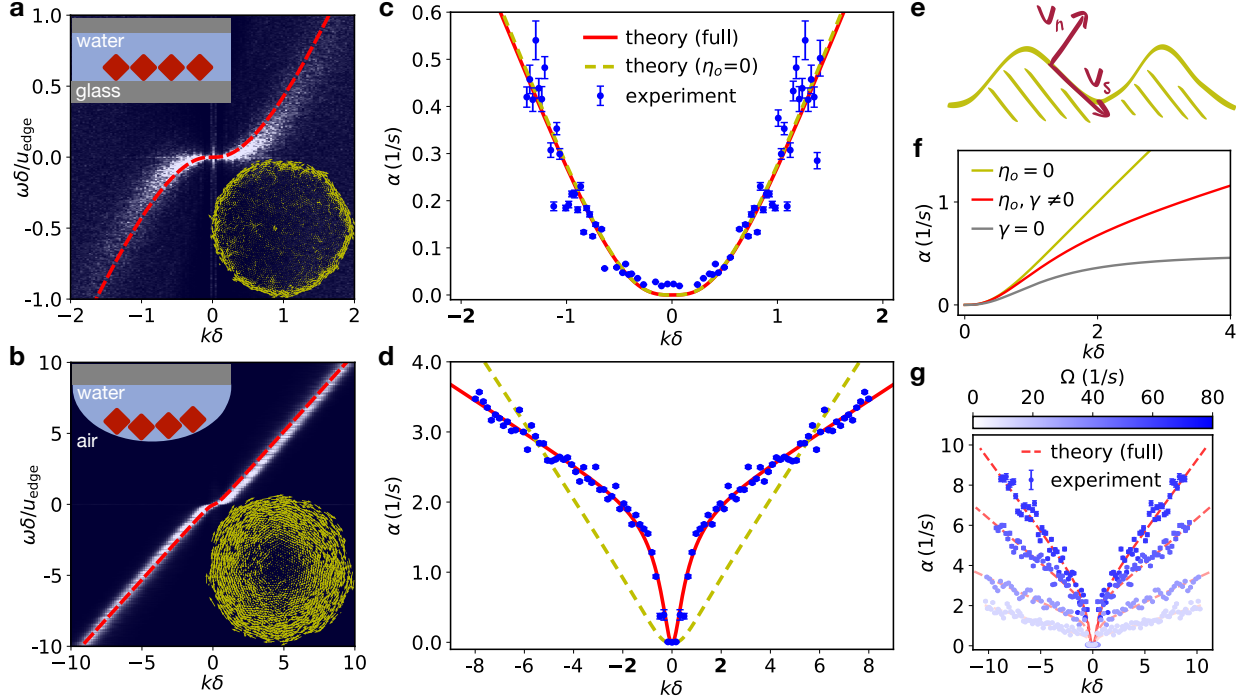 a
1.0
0.5
0.0
-0.5
-1.0
ωδ/u_edge
water
glass
−2
−1
0
1
2
kδ
b
10
5
0
-5
-10
ωδ/u_edge
water
air
-10
-5
0
5
10
kδ
c
0.6
0.5
0.4
0.3
0.2
0.1
0.0
α (1/s)
theory (full)
theory (ηₒ=0)
experiment
-2
-1
0
1
2
kδ
d
4.0
3.0
2.0
1.0
0.0
α (1/s)
-8
-6
-4
-2
0
2
4
6
8
kδ
e
Vn
Vs
f
1
0
α (1/s)
ηₒ = 0
ηₒ, γ ≠0
γ = 0
0
2
4
kδ
g
Ω (1/s)
0
20
40
60
80
10
8
6
4
2
0
α (1/s)
theory (full)
experiment
-10
-5
0
5
10
kδ